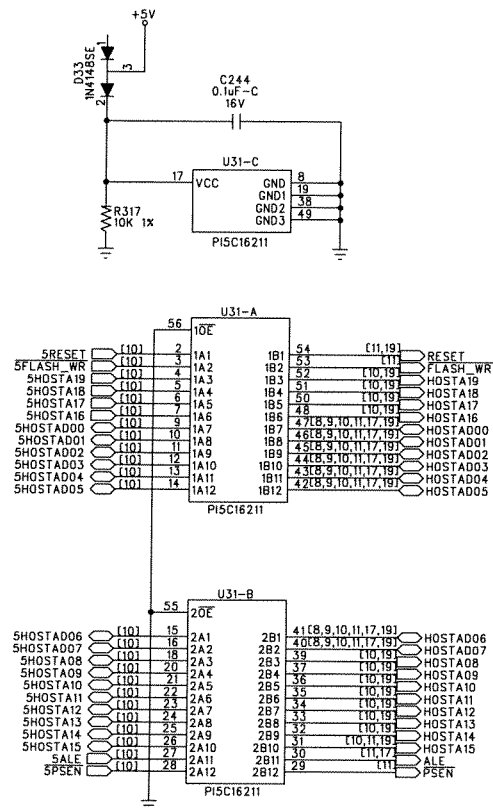 +5V
1
D33
1N4148SE
3
2
C244
0.1uF-C
16V
U31-C
17 VCC GND 8
GND1 19
GND2 38
GND3 49
R317
10K 1%
PI5C16211
U31-A
56 1OE
5RESET [10] 2 1A1 1B1 54 [11,19] RESET
5FLASH_WR [10] 3 1A2 1B2 53 [11] FLASH_WR
5HOSTA19 [10] 4 1A3 1B3 52 [10,19] HOSTA19
5HOSTA18 [10] 5 1A4 1B4 51 [10,19] HOSTA18
5HOSTA17 [10] 6 1A5 1B5 50 [10,19] HOSTA17
5HOSTA16 [10] 7 1A6 1B6 48 [10,19] HOSTA16
5HOSTAD00 [10] 9 1A7 1B7 47 [8,9,10,11,17,19] HOSTAD00
5HOSTAD01 [10] 10 1A8 1B8 46 [8,9,10,11,17,19] HOSTAD01
5HOSTAD02 [10] 11 1A9 1B9 45 [8,9,10,11,17,19] HOSTAD02
5HOSTAD03 [10] 12 1A10 1B10 44 [8,9,10,11,17,19] HOSTAD03
5HOSTAD04 [10] 13 1A11 1B11 43 [8,9,10,11,17,19] HOSTAD04
5HOSTAD05 [10] 14 1A12 1B12 42 [8,9,10,11,17,19] HOSTAD05
PI5C16211
U31-B
55 2OE
5HOSTAD06 [10] 15 2A1 2B1 41 [8,9,10,11,17,19] HOSTAD06
5HOSTAD07 [10] 16 2A2 2B2 40 [8,9,10,11,17,19] HOSTAD07
5HOSTA08 [10] 18 2A3 2B3 39 [10,19] HOSTA08
5HOSTA09 [10] 20 2A4 2B4 37 [10,19] HOSTA09
5HOSTA10 [10] 21 2A5 2B5 36 [10,19] HOSTA10
5HOSTA11 [10] 22 2A6 2B6 35 [10,19] HOSTA11
5HOSTA12 [10] 23 2A7 2B7 34 [10,19] HOSTA12
5HOSTA13 [10] 24 2A8 2B8 33 [10,19] HOSTA13
5HOSTA14 [10] 25 2A9 2B9 32 [10,19] HOSTA14
5HOSTA15 [10] 26 2A10 2B10 31 [10,11,19] HOSTA15
5ALE [10] 27 2A11 2B11 30 [11,17] ALE
5PSEN [10] 28 2A12 2B12 29 [11] PSEN
PI5C16211